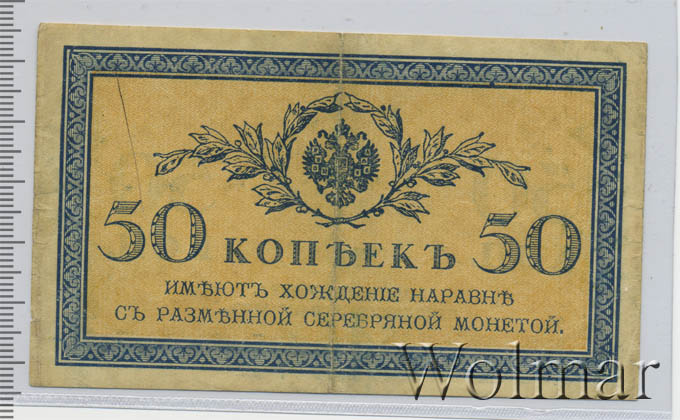 50 КОПѢЕКЪ 50
ИМѢЮТЪ ХОЖДЕНІЕ НАРАВНѢ
СЪ РАЗМѢННОЙ СЕРЕБРЯНОЙ МОНЕТОЙ.
Wolmar